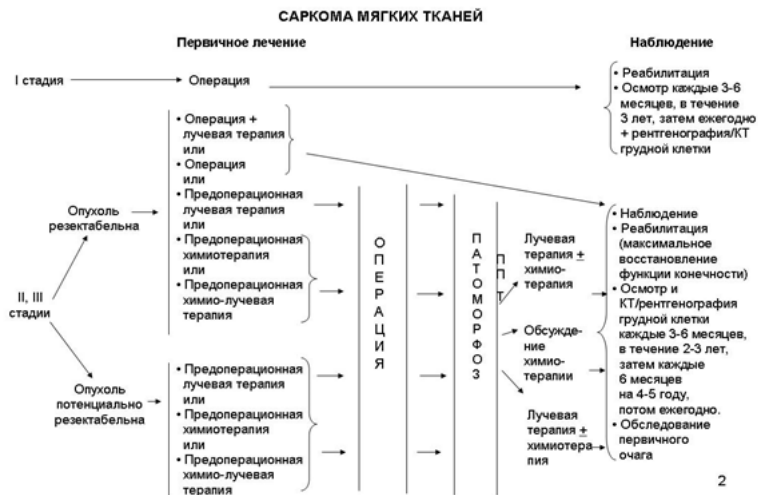 САРКОМА МЯГКИХ ТКАНЕЙ
Первичное лечение
Наблюдение
I стадия
Операция
• Реабилитация
• Осмотр каждые 3-6
месяцев, в течение
3 лет, затем ежегодно
+ рентгенография/КТ
грудной клетки
II, III
стадии
Опухоль
резектабельна
• Операция +
лучевая терапия
или
• Операция
или
• Предоперационная
лучевая терапия
или
• Предоперационная
химиотерапия
или
• Предоперационная
химио-лучевая
терапия
Опухоль
потенциально
резектабельна
• Предоперационная
лучевая терапия
или
• Предоперационная
химиотерапия
или
• Предоперационная
химио-лучевая
терапия
ОПЕРАЦИЯ
ПАТОМОРФОЗ
ППТ
Лучевая
терапия ±
химио-
терапия
Обсужде-
ние
химио-
терапии
Лучевая
терапия ±
химиотера
пия
• Наблюдение
• Реабилитация
(максимальное
восстановление
функции конечности)
• Осмотр и
КТ/рентгенография
грудной клетки
каждые 3-6 месяцев,
в течение 2-3 лет,
затем каждые
6 месяцев
на 4-5 году,
потом ежегодно.
• Обследование
первичного
очага
2